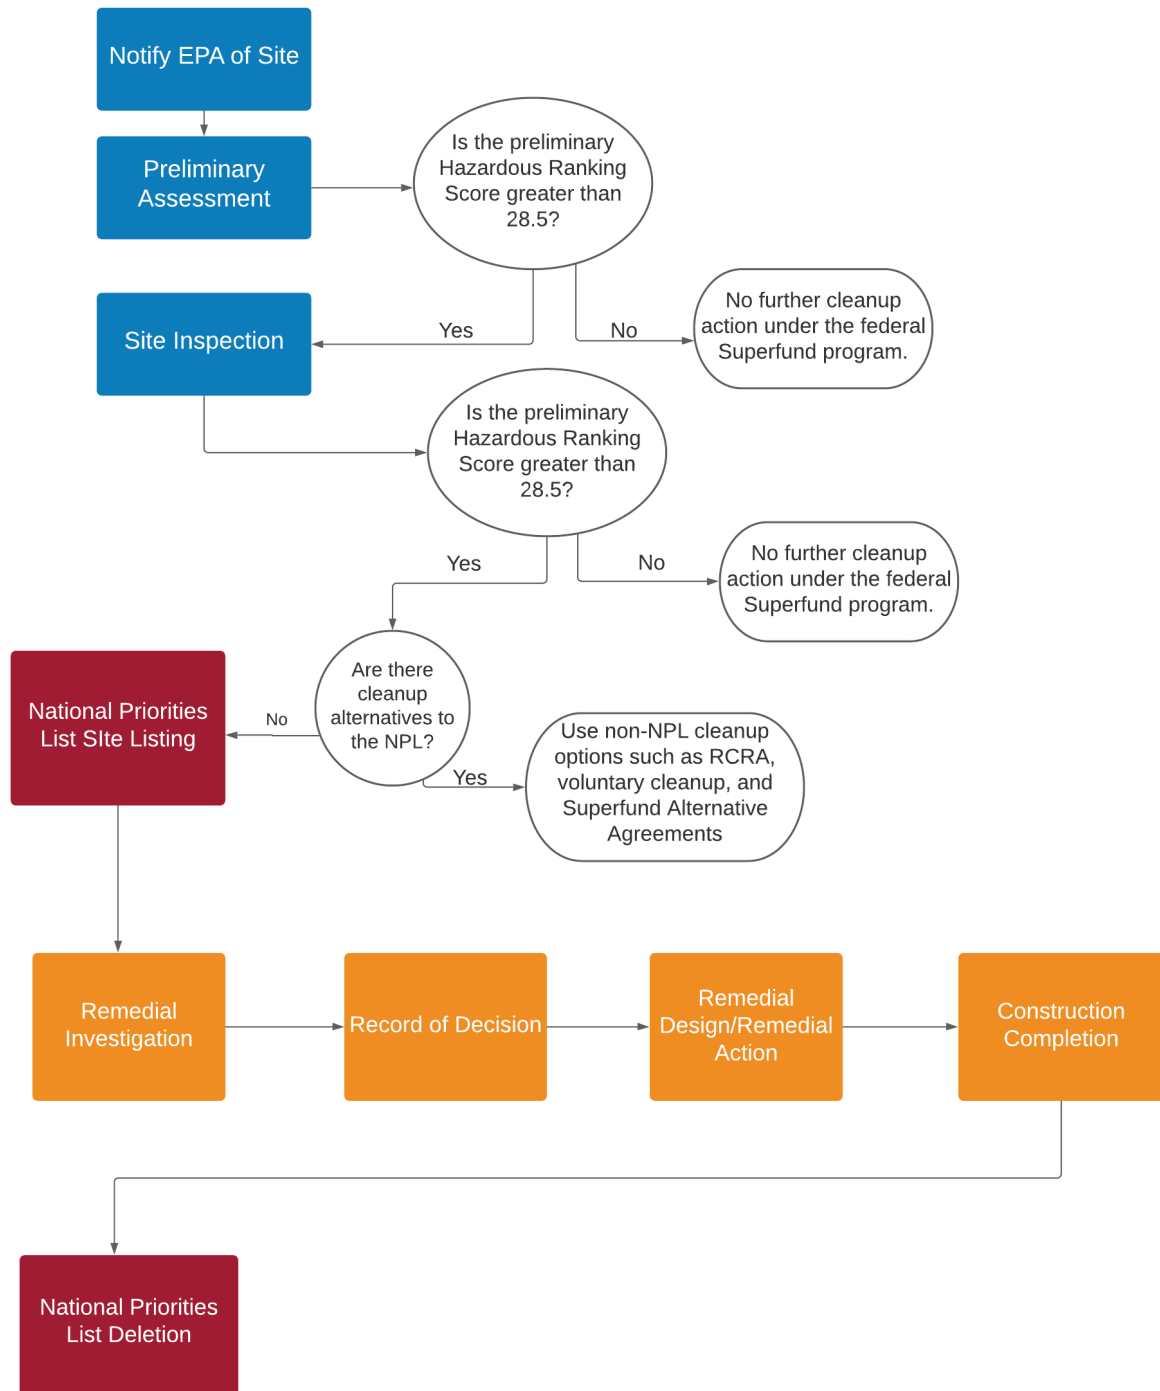 Notify EPA of Site
Preliminary
Assessment
Is the preliminary
Hazardous Ranking
Score greater than
28.5?
Yes
No
Site Inspection
No further cleanup
action under the federal
Superfund program.
Is the preliminary
Hazardous Ranking
Score greater than
28.5?
Yes
No
No further cleanup
action under the federal
Superfund program.
Are there
cleanup
alternatives to
the NPL?
No
Yes
National Priorities
List SIte Listing
Use non-NPL cleanup
options such as RCRA,
voluntary cleanup, and
Superfund Alternative
Agreements
Remedial
Investigation
Record of Decision
Remedial
Design/Remedial
Action
Construction
Completion
National Priorities
List Deletion